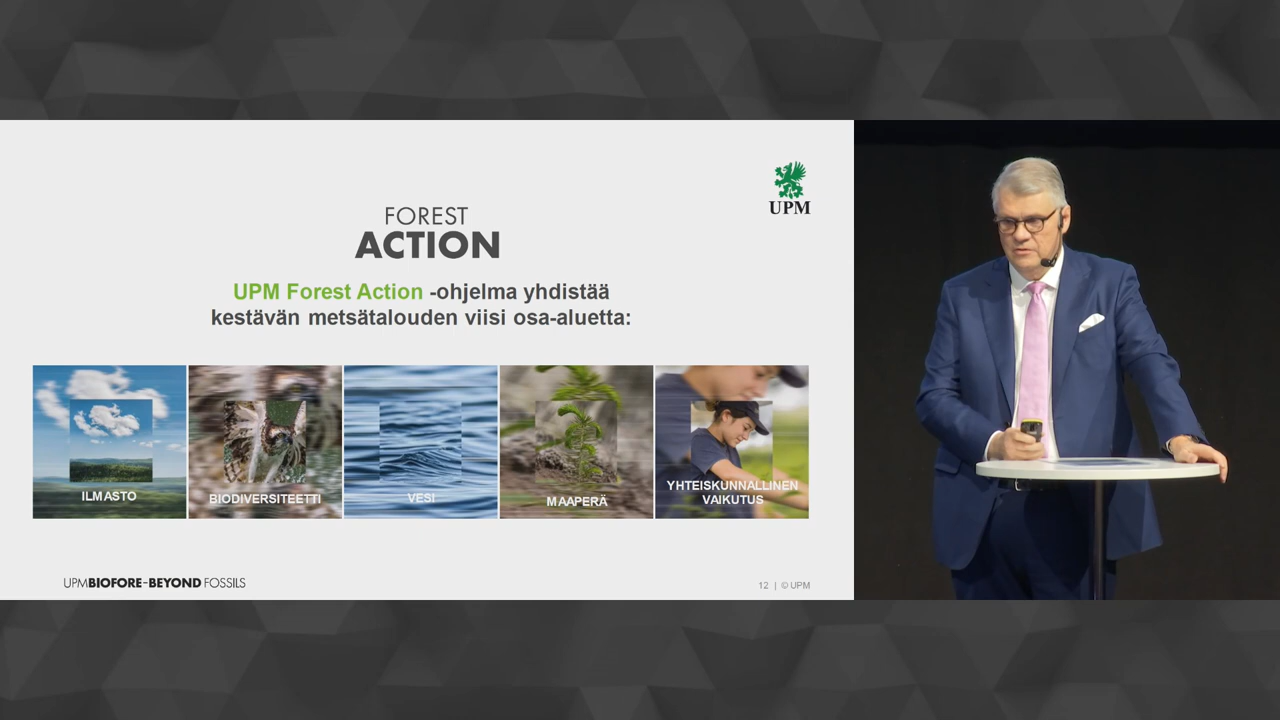 UPM
FOREST
ACTION
UPM Forest Action -ohjelma yhdistää
kestävän metsätalouden viisi osa-aluetta:
ILMASTO
BIODIVERSITEETTI
VESI
MAAPERÄ
YHTEISKUNNALLINEN
VAIKUTUS
UPMBIOFORE–BEYOND FOSSILS
12 | © UPM